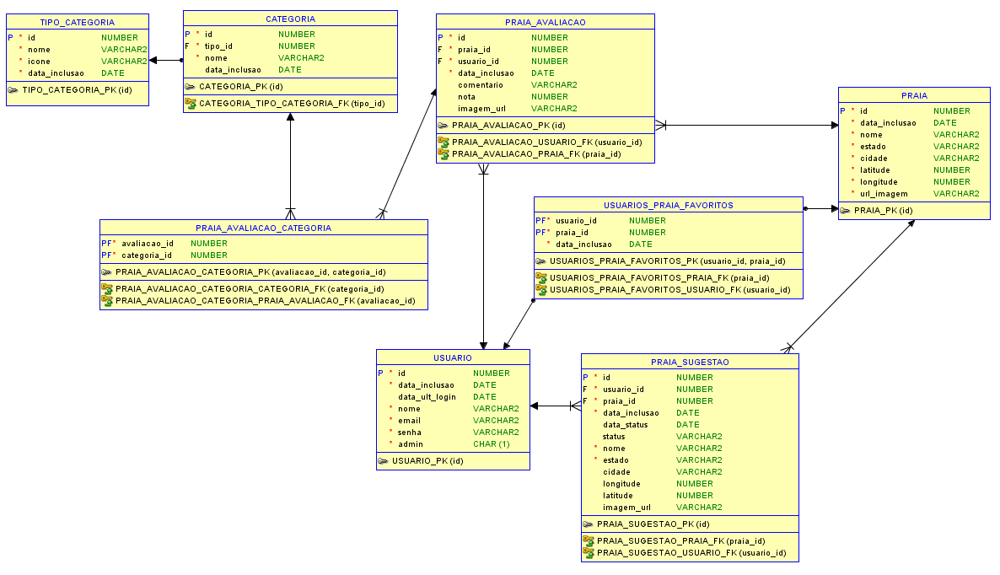 TIPO_CATEGORIA
P * id NUMBER
* nome VARCHAR2
* icone VARCHAR2
* data_inclusao DATE
TIPO_CATEGORIA_PK (id)
CATEGORIA
P * id NUMBER
F * tipo_id NUMBER
* nome VARCHAR2
data_inclusao DATE
CATEGORIA_PK (id)
CATEGORIA_TIPO_CATEGORIA_FK (tipo_id)
PRAIA_AVALIACAO
P * id NUMBER
F * praia_id NUMBER
F * usuario_id NUMBER
* data_inclusao DATE
comentario VARCHAR2
nota NUMBER
imagem_url VARCHAR2
PRAIA_AVALIACAO_PK (id)
PRAIA_AVALIACAO_USUARIO_FK (usuario_id)
PRAIA_AVALIACAO_PRAIA_FK (praia_id)
PRAIA
P * id NUMBER
* data_inclusao DATE
* nome VARCHAR2
* estado VARCHAR2
* cidade VARCHAR2
* latitude NUMBER
* longitude NUMBER
* url_imagem VARCHAR2
PRAIA_PK (id)
PRAIA_AVALIACAO_CATEGORIA
PF* avaliacao_id NUMBER
PF* categoria_id NUMBER
PRAIA_AVALIACAO_CATEGORIA_PK (avaliacao_id, categoria_id)
PRAIA_AVALIACAO_CATEGORIA_CATEGORIA_FK (categoria_id)
PRAIA_AVALIACAO_CATEGORIA_PRAIA_AVALIACAO_FK (avaliacao_id)
USUARIOS_PRAIA_FAVORITOS
PF* usuario_id NUMBER
PF* praia_id NUMBER
* data_inclusao DATE
USUARIOS_PRAIA_FAVORITOS_PK (usuario_id, praia_id)
USUARIOS_PRAIA_FAVORITOS_PRAIA_FK (praia_id)
USUARIOS_PRAIA_FAVORITOS_USUARIO_FK (usuario_id)
USUARIO
P * id NUMBER
* data_inclusao DATE
data_ult_login DATE
* nome VARCHAR2
* email VARCHAR2
* senha VARCHAR2
* admin CHAR (1)
USUARIO_PK (id)
PRAIA_SUGESTAO
P * id NUMBER
F * usuario_id NUMBER
F * praia_id NUMBER
* data_inclusao DATE
data_status DATE
status VARCHAR2
* nome VARCHAR2
* estado VARCHAR2
cidade VARCHAR2
longitude NUMBER
latitude NUMBER
imagem_url VARCHAR2
PRAIA_SUGESTAO_PK (id)
PRAIA_SUGESTAO_PRAIA_FK (praia_id)
PRAIA_SUGESTAO_USUARIO_FK (usuario_id)